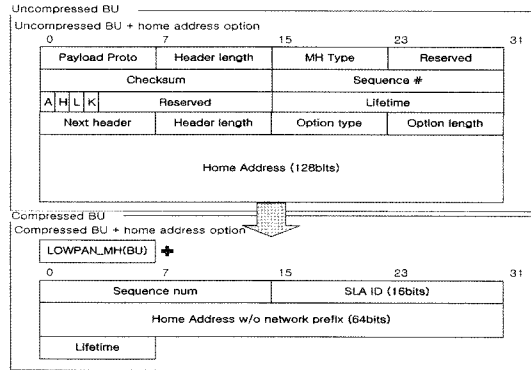 Uncompressed BU
Uncompressed BU + home address option
0 7 15 23 31
Payload Proto Header length MH Type Reserved
Checksum Sequence #
A H L K Reserved Lifetime
Next header Header length Option type Option length
Home Address (128bits)
Compressed BU
Compressed BU + home address option
LOWPAN_MH(BU) +
0 7 15 23 31
Sequence num SLA ID (16bits)
Home Address w/o network prefix (64bits)
Lifetime